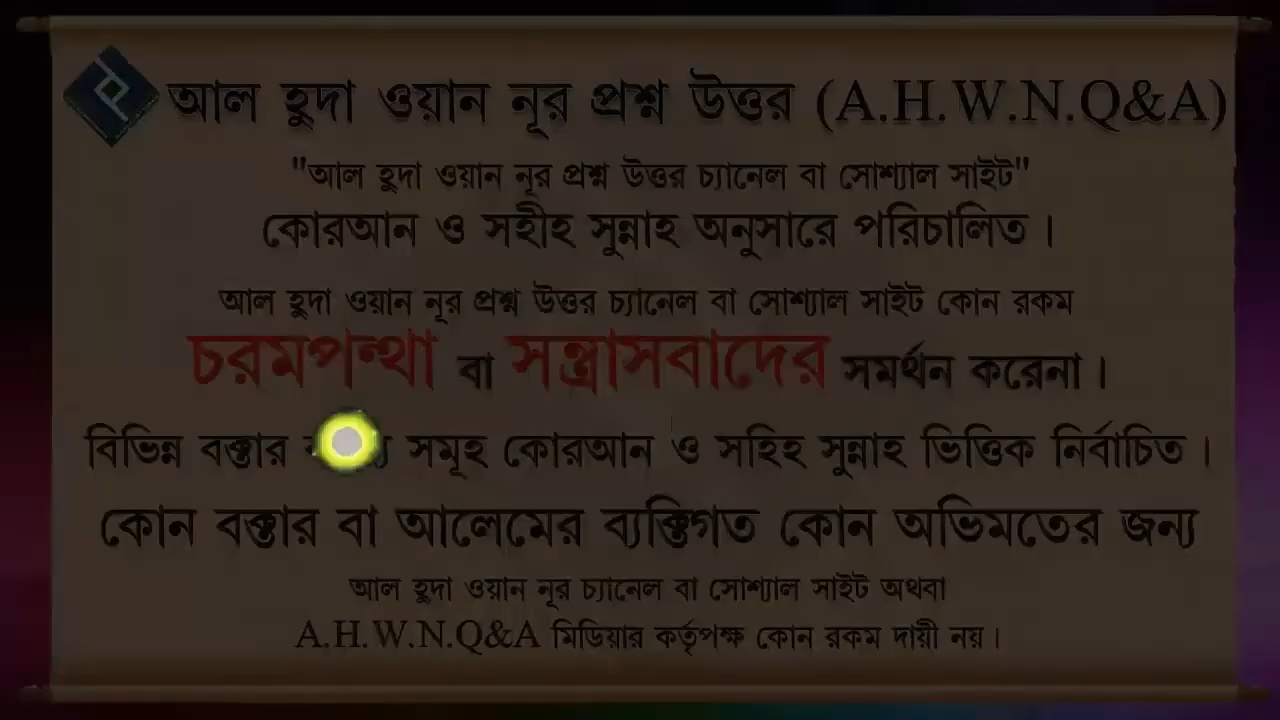 আল হুদা ওয়ান নূর প্রশ্ন উত্তর (A.H.W.N.Q&A)
"আল হুদা ওয়ান নূর প্রশ্ন উত্তর চ্যানেল বা সোশ্যাল সাইট"
কোরআন ও সহীহ সুন্নাহ অনুসারে পরিচালিত।
আল হুদা ওয়ান নূর প্রশ্ন উত্তর চ্যানেল বা সোশ্যাল সাইট কোন রকম
চরমপন্থা বা সন্ত্রাসবাদের সমর্থন করেনা।
বিভিন্ন বক্তার সমূহ কোরআন ও সহিহ সুন্নাহ ভিত্তিক নির্বাচিত।
কোন বক্তার বা আলেমের ব্যক্তিগত কোন অভিমতের জন্য
আল হুদা ওয়ান নূর চ্যানেল বা সোশ্যাল সাইট অথবা
A.H.W.N.Q&A মিডিয়ার কর্তৃপক্ষ কোন রকম দায়ী নয়।